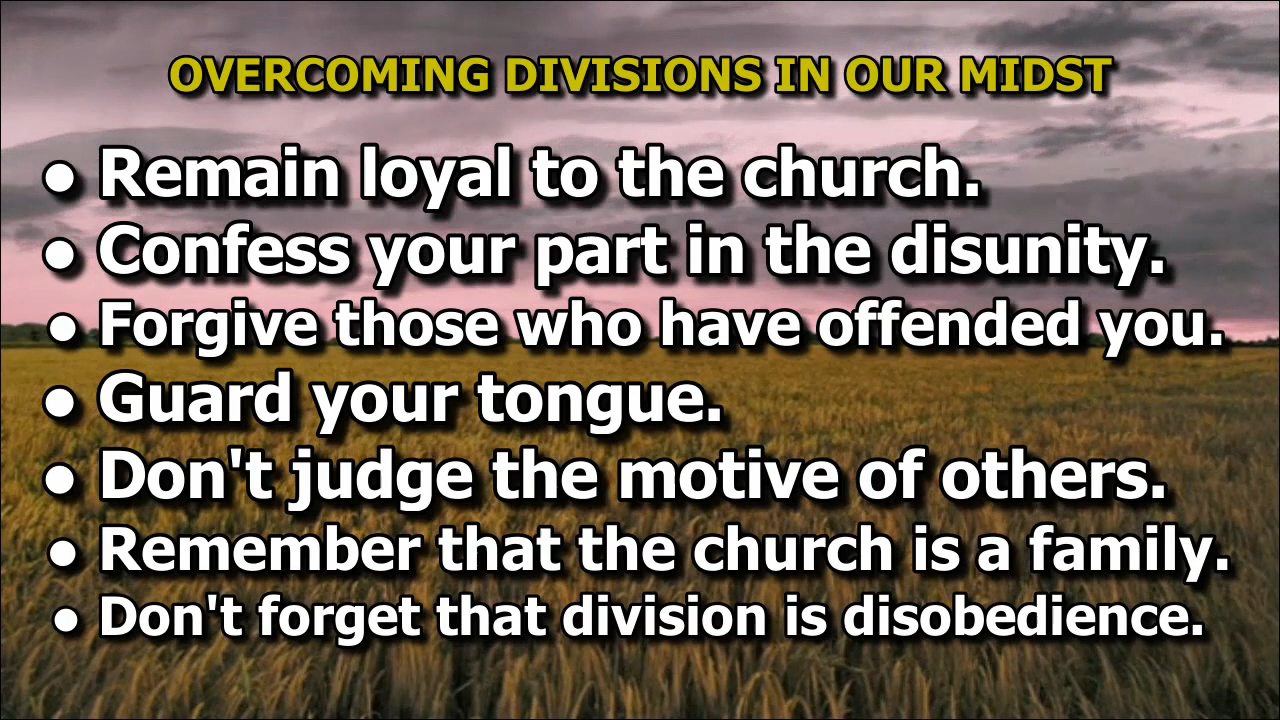 OVERCOMING DIVISIONS IN OUR MIDST
● Remain loyal to the church.
● Confess your part in the disunity.
● Forgive those who have offended you.
● Guard your tongue.
● Don't judge the motive of others.
● Remember that the church is a family.
● Don't forget that division is disobedience.